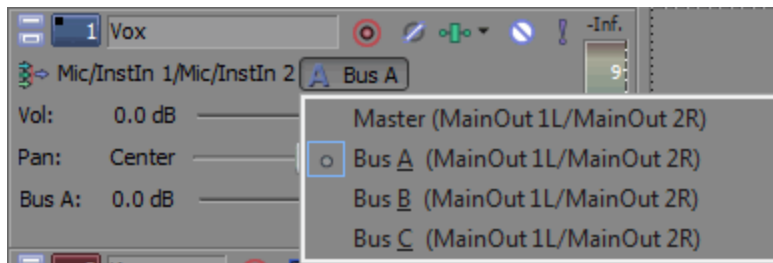 1 Vox -Inf.
Mic/InstIn 1/Mic/InstIn 2 A Bus A 9
Vol: 0.0 dB Master (MainOut 1L/MainOut 2R)
Pan: Center Bus A (MainOut 1L/MainOut 2R)
Bus A: 0.0 dB Bus B (MainOut 1L/MainOut 2R)
Bus C (MainOut 1L/MainOut 2R)